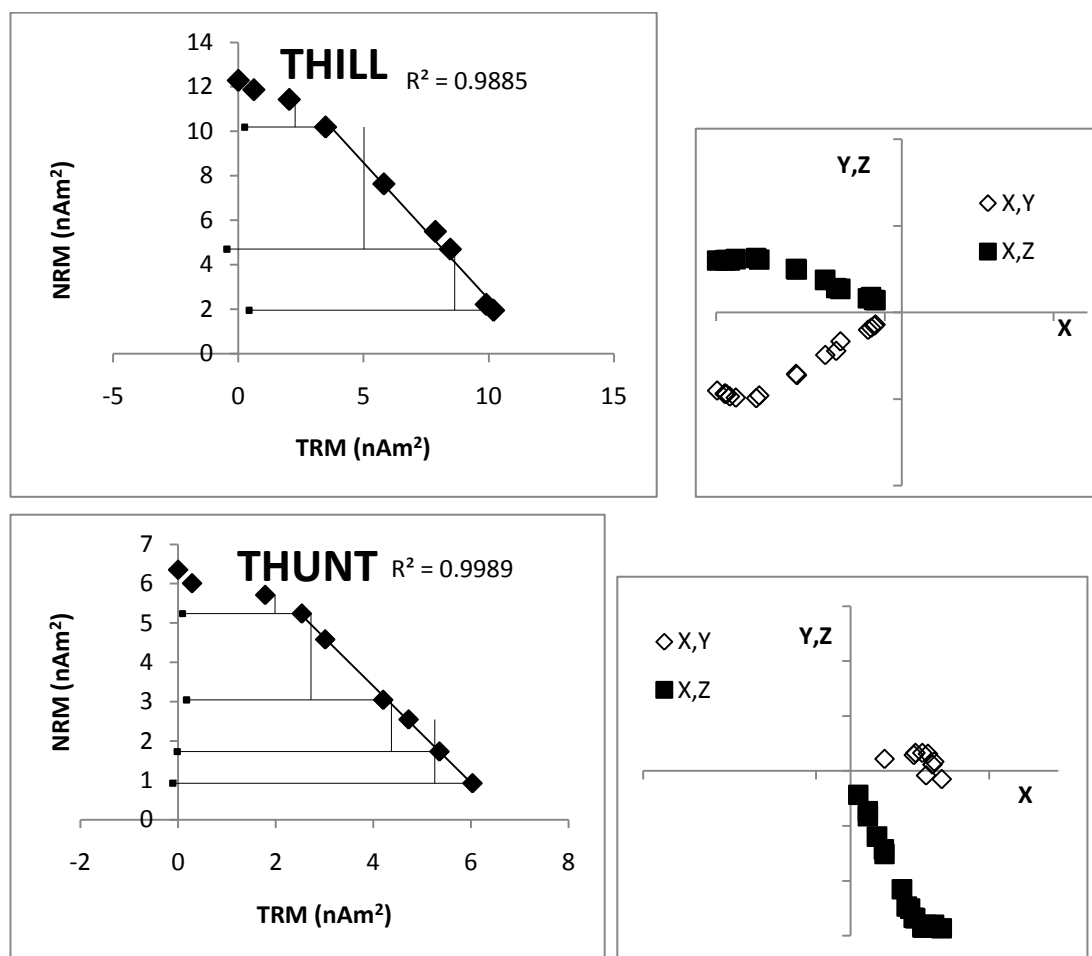 THILL
R² = 0.9885
14
12
10
8
6
4
2
0
NRM (nAm²)
-5 0 5 10 15
TRM (nAm²)
Y,Z
X,Y
X,Z
X
THUNT
R² = 0.9989
7
6
5
4
3
2
1
0
NRM (nAm²)
-2 0 2 4 6 8
TRM (nAm²)
Y,Z
X,Y
X,Z
X